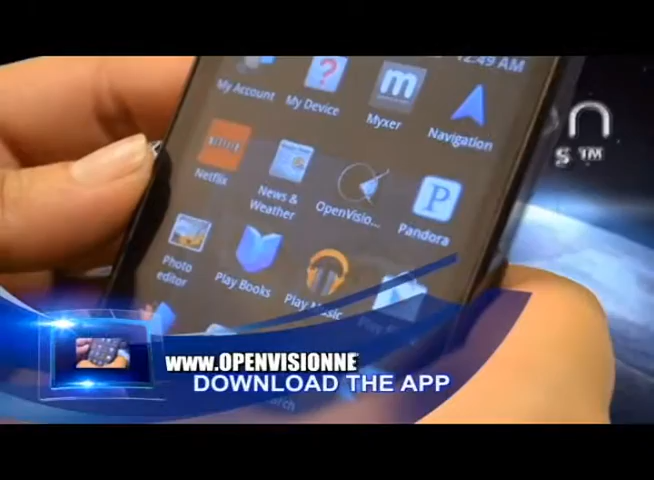 12:49 AM
My Account
My Device
Myxer
Navigation
Netflix
News &
Weather
OpenVisio...
Pandora
Photo
editor
Play Books
Play Music
n
S TM
www.OPENVISIONNE
DOWNLOAD THE APP